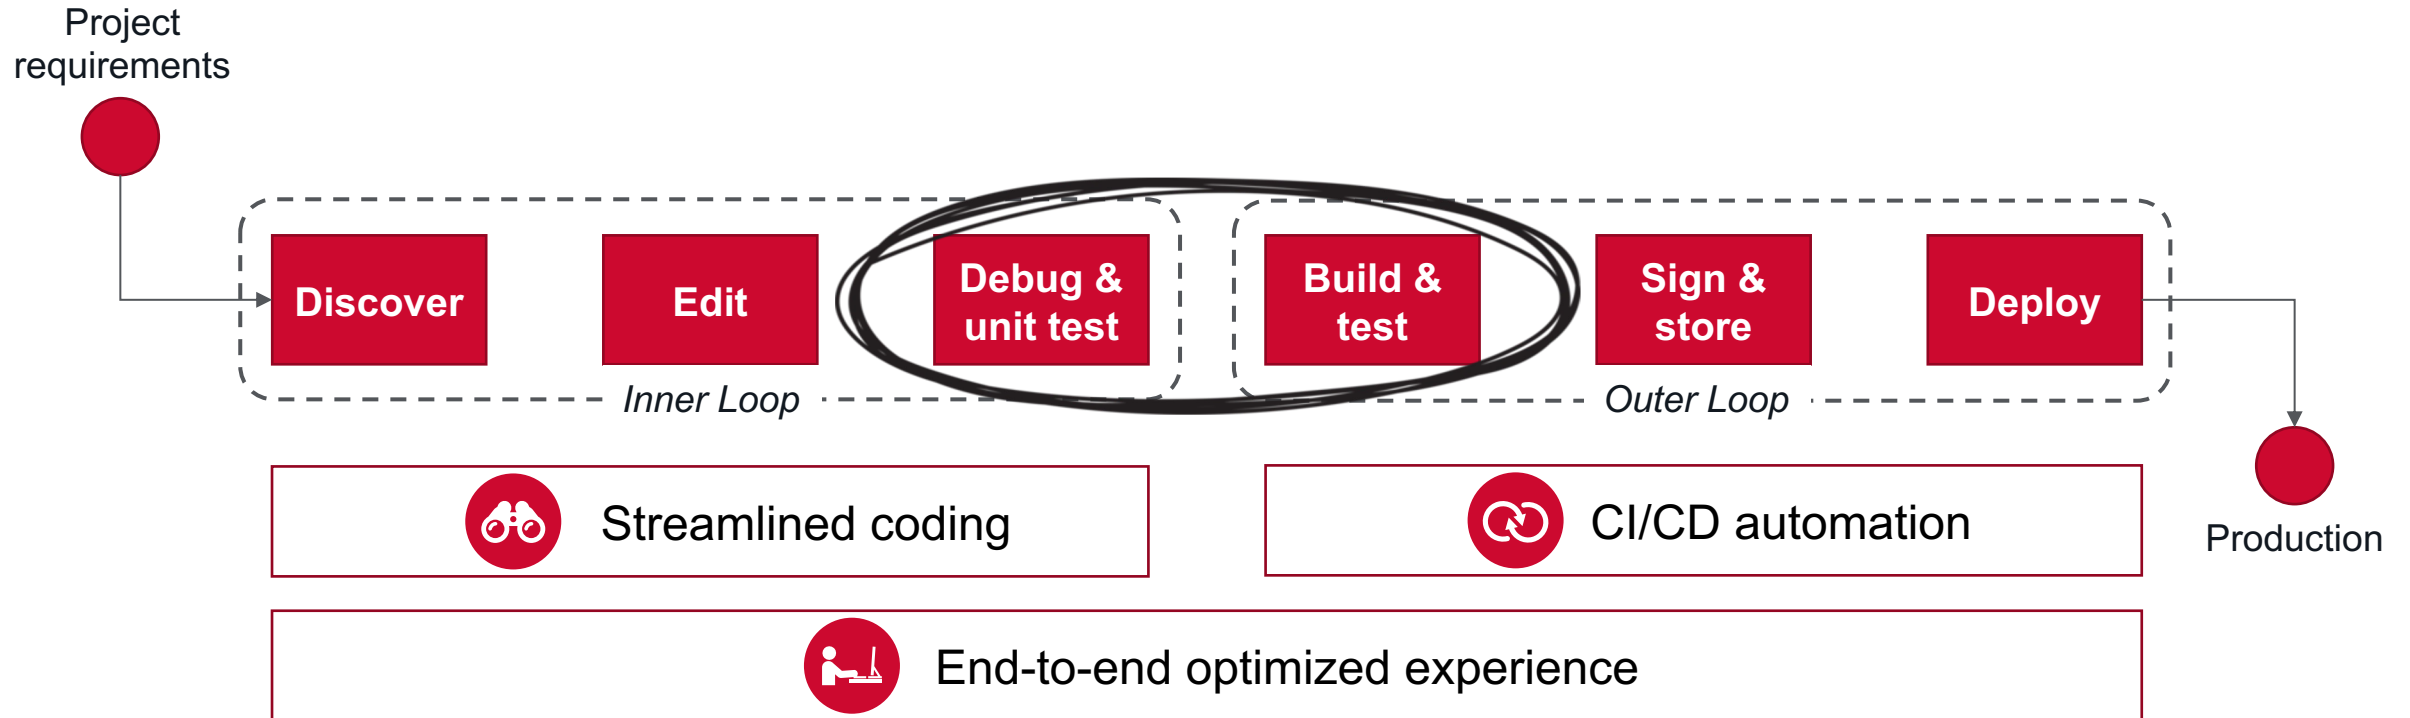 Project
requirements
Discover
Edit
Debug &
unit test
Build &
test
Sign &
store
Deploy
Inner Loop
Outer Loop
Streamlined coding
CI/CD automation
Production
End-to-end optimized experience